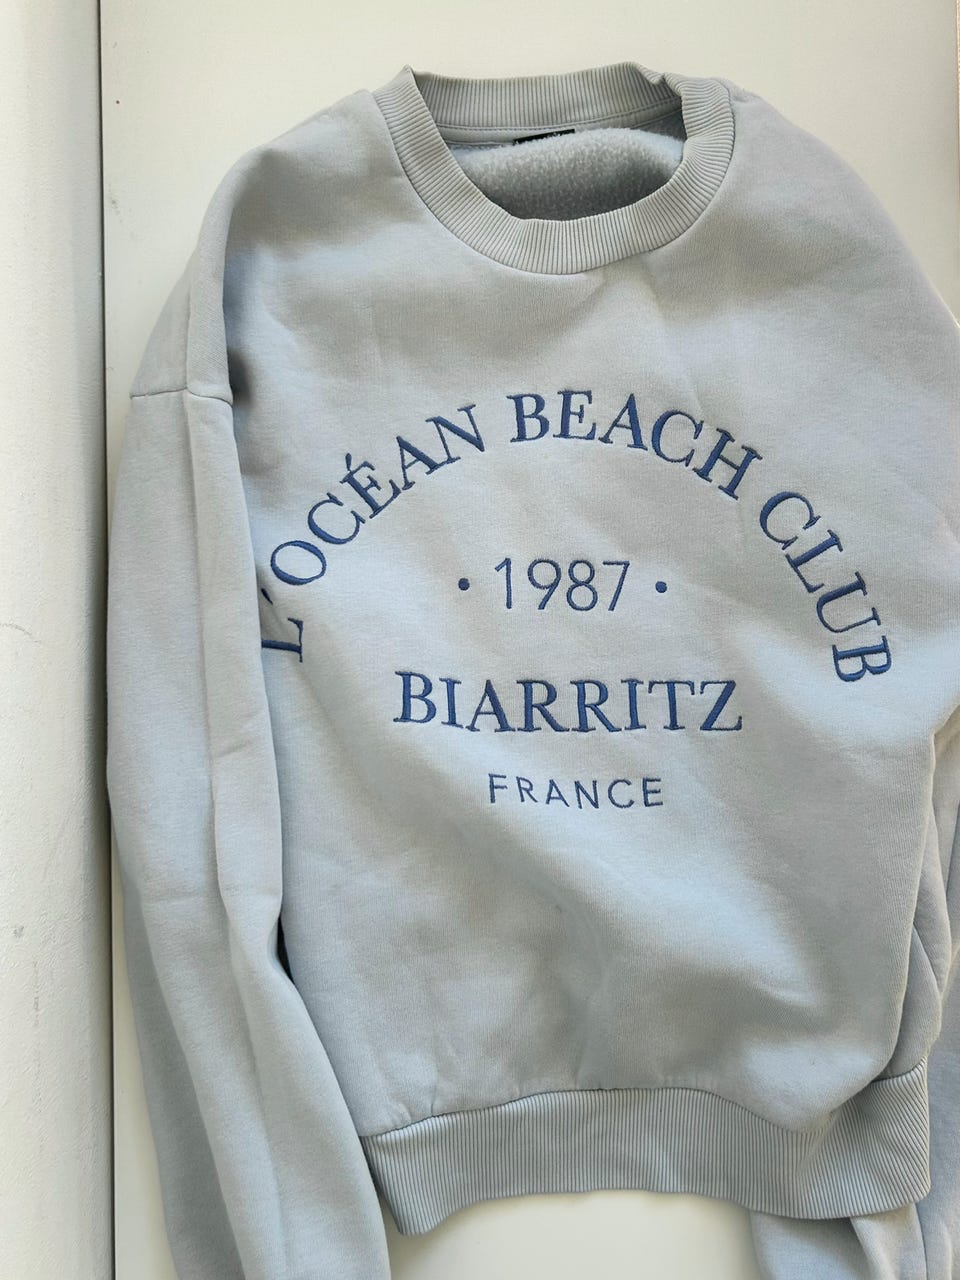 L'OCÉAN BEACH CLUB
• 1987 •
BIARRITZ
FRANCE